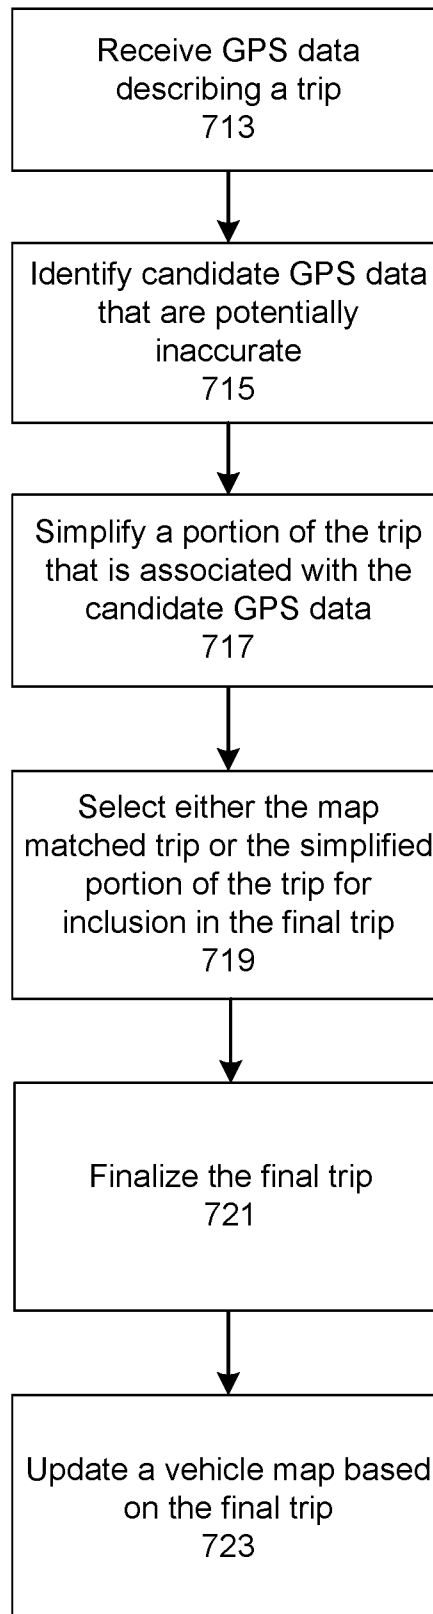 Receive GPS data
describing a trip
713
Identify candidate GPS data
that are potentially
inaccurate
715
Simplify a portion of the trip
that is associated with the
candidate GPS data
717
Select either the map
matched trip or the simplified
portion of the trip for
inclusion in the final trip
719
Finalize the final trip
721
Update a vehicle map based
on the final trip
723